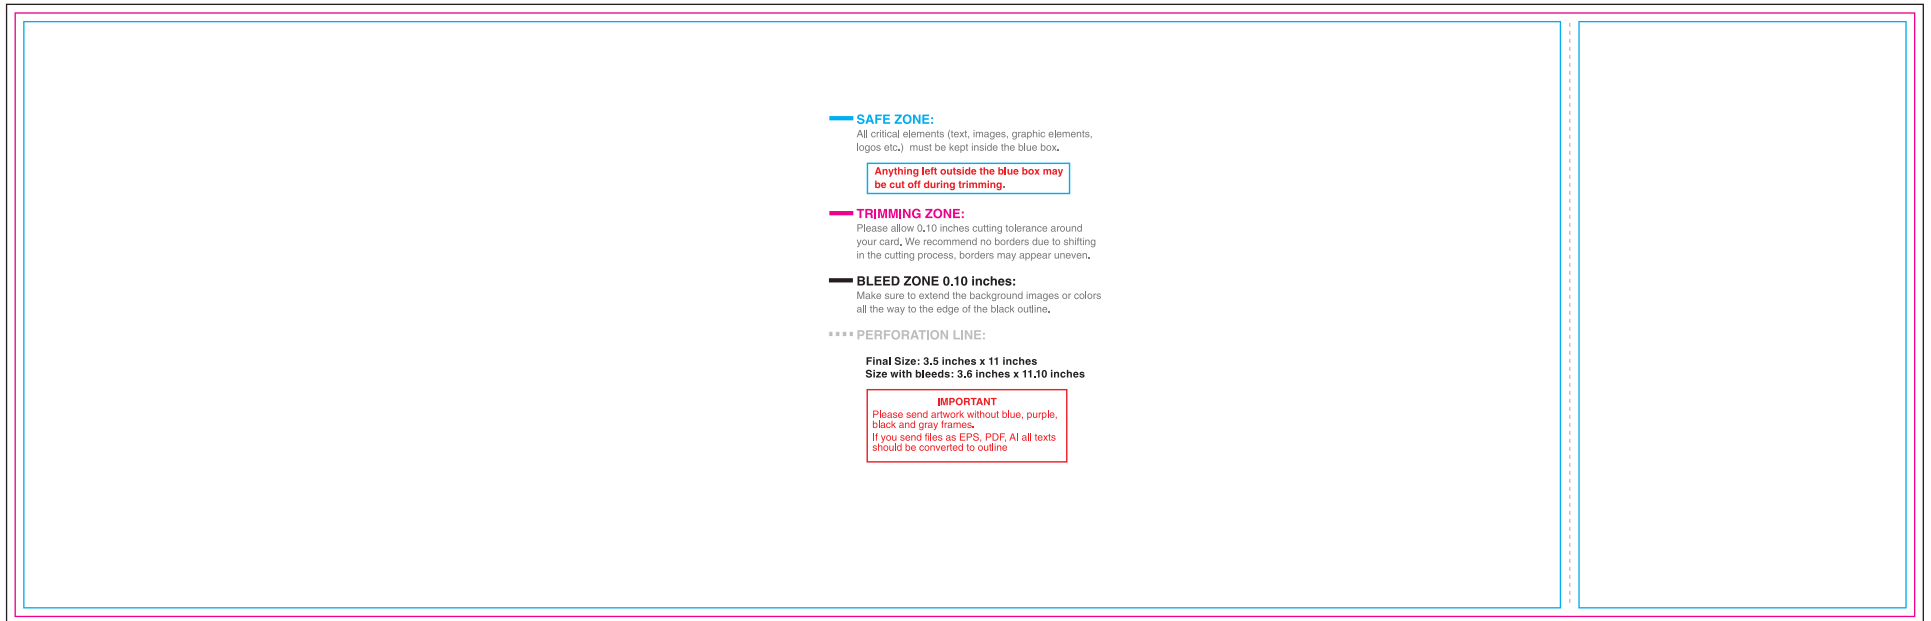 SAFE ZONE:
All critical elements (text, images, graphic elements,
logos etc.) must be kept inside the blue box.
Anything left outside the blue box may
be cut off during trimming.
TRIMMING ZONE:
Please allow 0.10 inches cutting tolerance around
your card. We recommend no borders due to shifting
in the cutting process, borders may appear uneven.
BLEED ZONE 0.10 inches:
Make sure to extend the background images or colors
all the way to the edge of the black outline.
PERFORATION LINE:
Final Size: 3.5 inches x 11 inches
Size with bleeds: 3.6 inches x 11.10 inches
IMPORTANT
Please send artwork without blue, purple,
black and gray frames.
If you send files as EPS, PDF, AI all texts
should be converted to outline